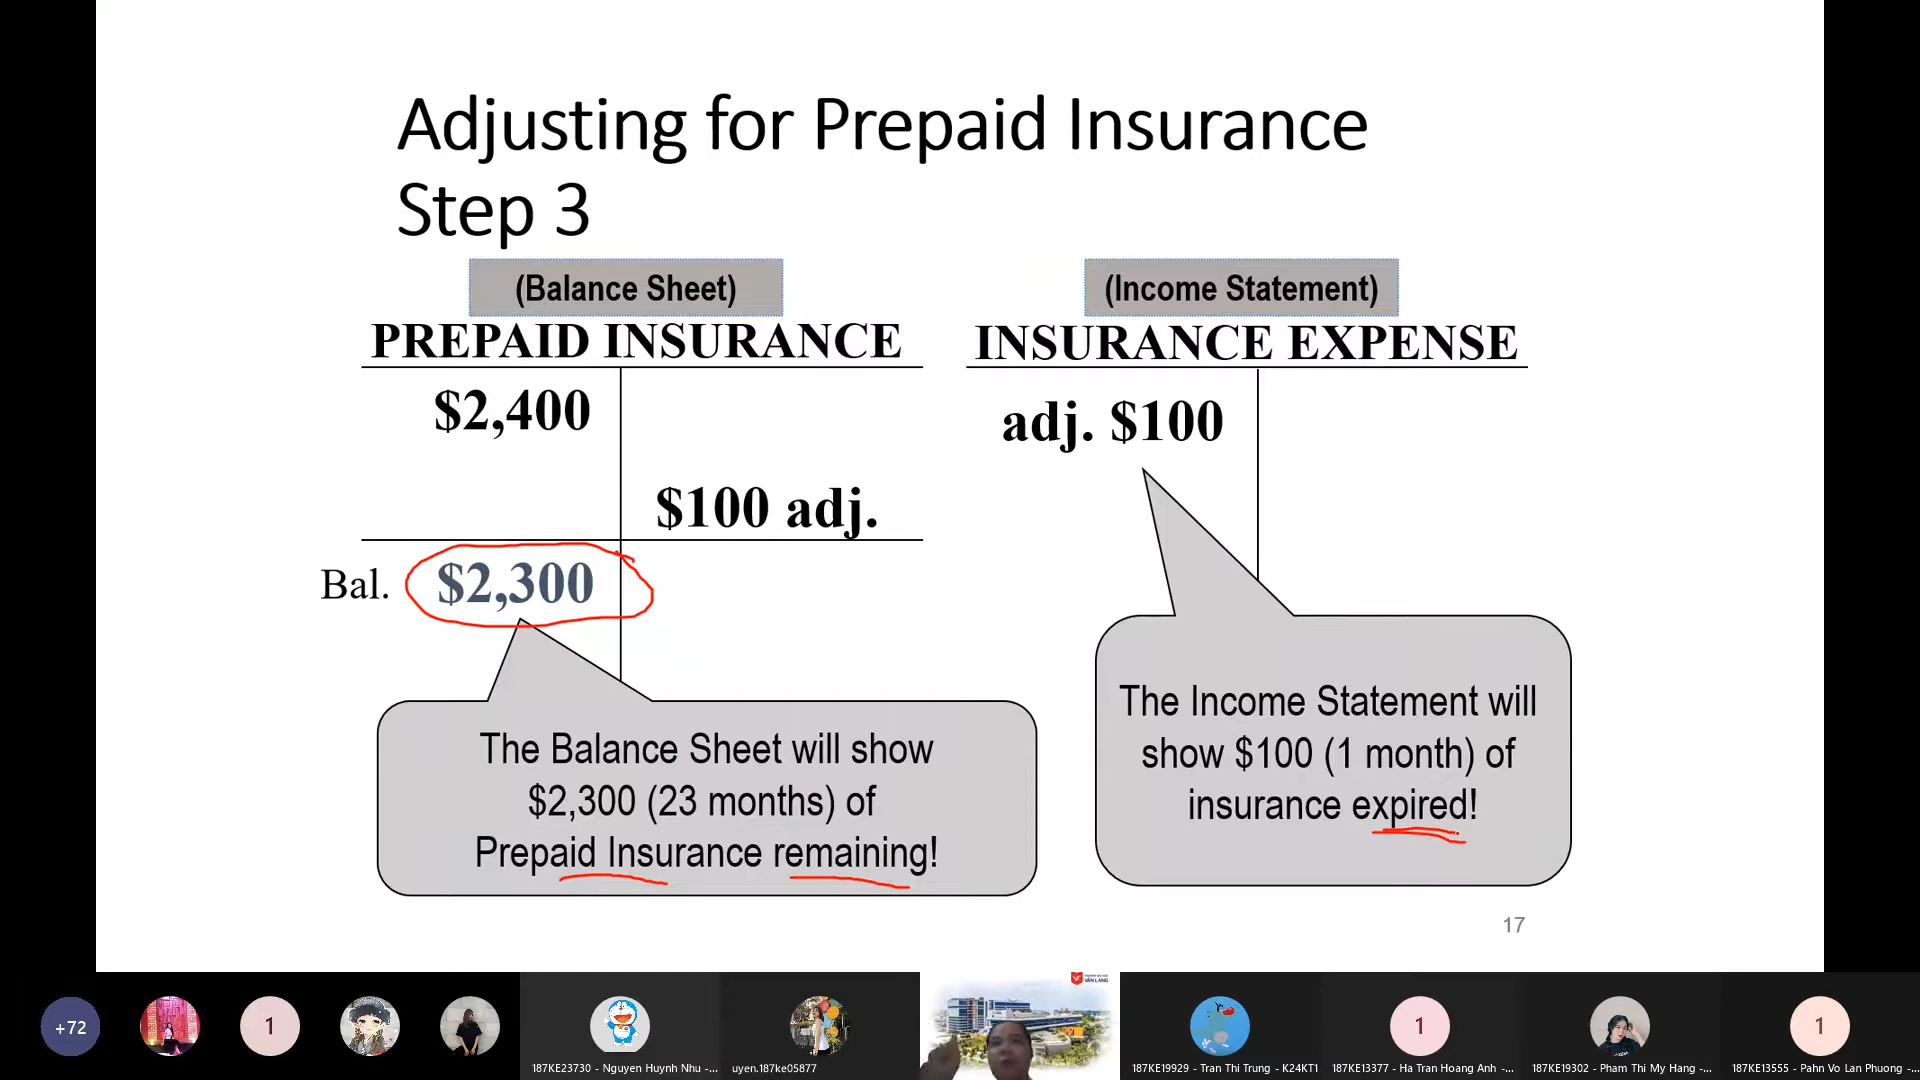 Adjusting for Prepaid Insurance
Step 3
(Balance Sheet)
PREPAID INSURANCE
$2,400
$100 adj.
Bal. $2,300
The Balance Sheet will show
$2,300 (23 months) of
Prepaid Insurance remaining!
(Income Statement)
INSURANCE EXPENSE
adj. $100
The Income Statement will
show $100 (1 month) of
insurance expired!
17
+72
1
187KE23730 - Nguyen Huynh Nhu -...
uyen.187ke05877
VAN LANG
187KE19929 - Tran Thi Trung - K24KT1
1
187KE13377 - Ha Tran Hoang Anh -...
187KE19302 - Pham Thi My Hang -...
1
187KE13555 - Pahn Vo Lan Phuong -...